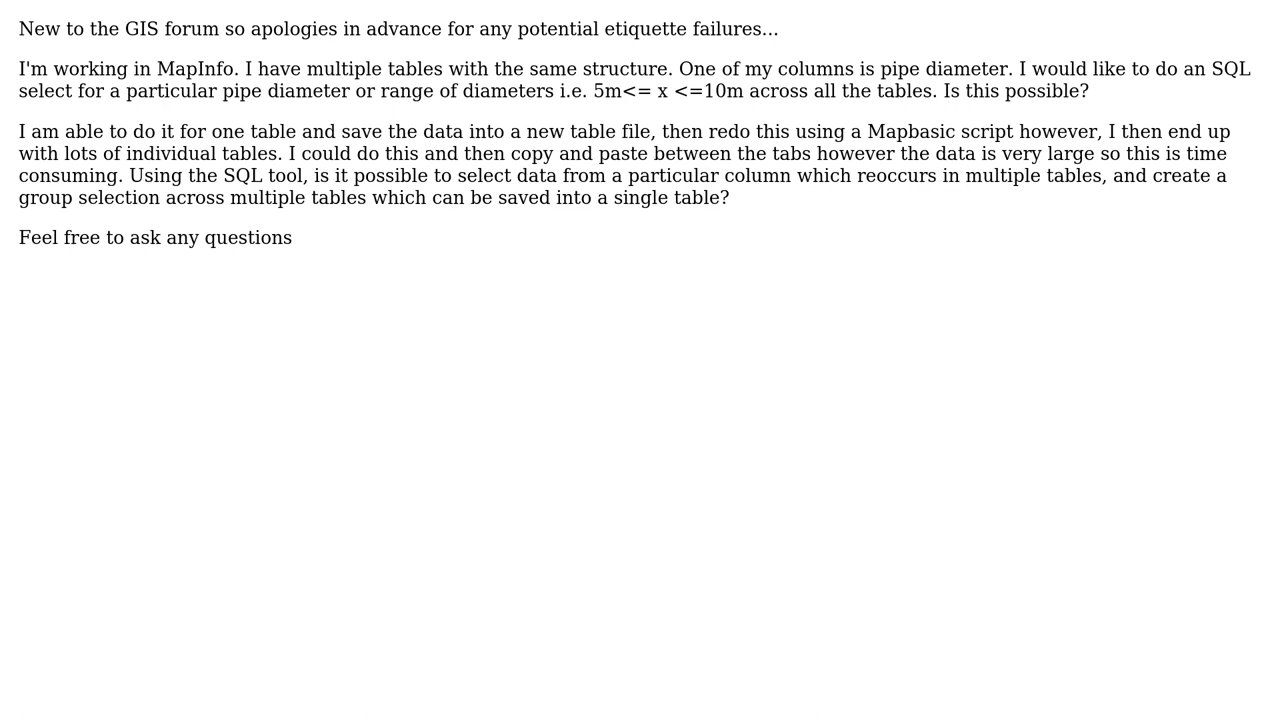 New to the GIS forum so apologies in advance for any potential etiquette failures...
I'm working in MapInfo. I have multiple tables with the same structure. One of my columns is pipe diameter. I would like to do an SQL
select for a particular pipe diameter or range of diameters i.e. 5m<= x <=10m across all the tables. Is this possible?
I am able to do it for one table and save the data into a new table file, then redo this using a Mapbasic script however, I then end up
with lots of individual tables. I could do this and then copy and paste between the tabs however the data is very large so this is time
consuming. Using the SQL tool, is it possible to select data from a particular column which reoccurs in multiple tables, and create a
group selection across multiple tables which can be saved into a single table?
Feel free to ask any questions